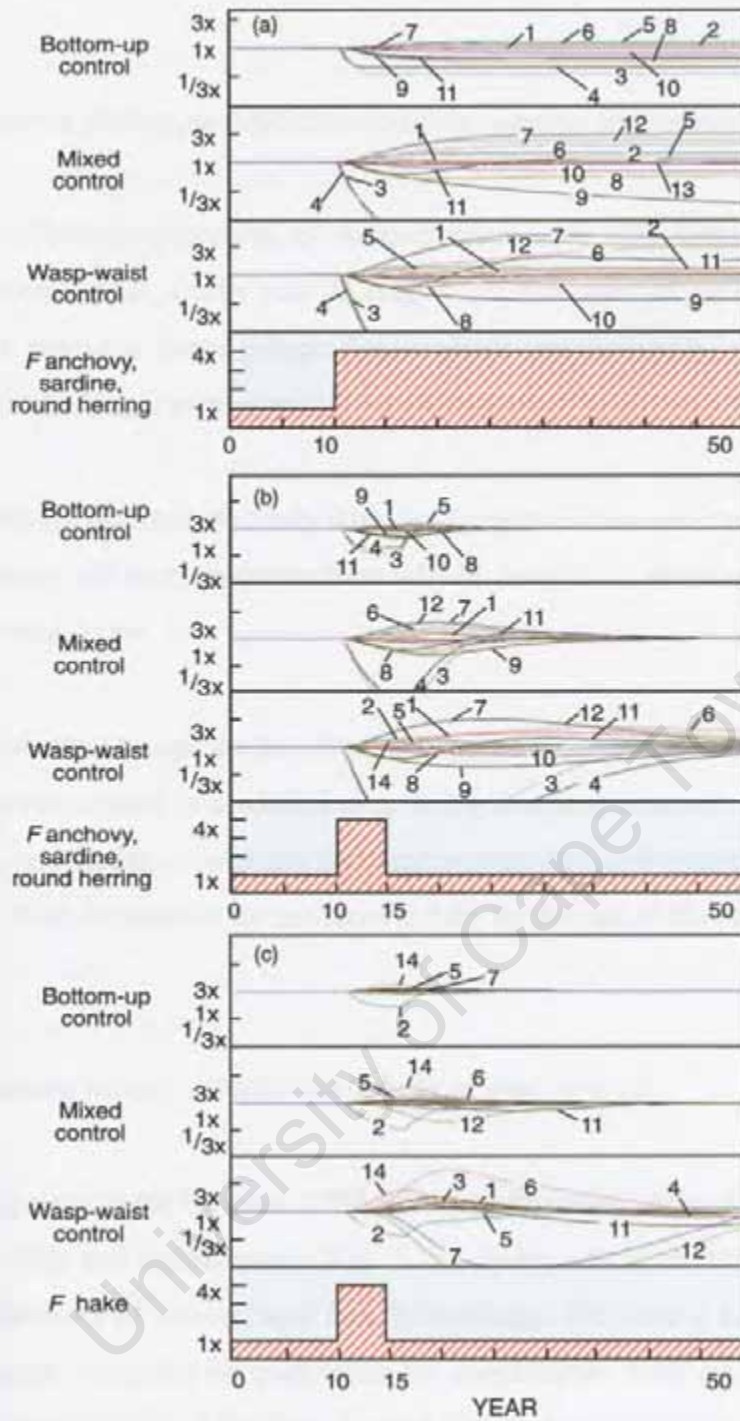 (a)
Bottom-up control
3x
1x
1/3x
7 1 6 5 8 2
9 11 4 3 10
Mixed control
3x
1x
1/3x
1 7 12 5
6 2
4 3 11 10 8 9 13
Wasp-waist control
3x
1x
1/3x
5 1 12 6 2 11
4 3 8 10 9
F anchovy, sardine, round herring
4x
1x
0 10 50
(b)
Bottom-up control
3x
1x
1/3x
9 1 5
11 4 3 10 8
Mixed control
3x
1x
1/3x
6 12 7 1 11
8 4 3 9
Wasp-waist control
3x
1x
1/3x
2 5 1 7 12 11 6
14 8 9 10 3 4
F anchovy, sardine, round herring
4x
1x
0 10 15 50
(c)
Bottom-up control
3x
1x
1/3x
14 5 7
2
Mixed control
3x
1x
1/3x
5 14 6
2 12 11
Wasp-waist control
3x
1x
1/3x
14 3 1 6 4
2 7 5 11 12
F hake
4x
1x
0 10 15 50
YEAR
University of Cape Tow